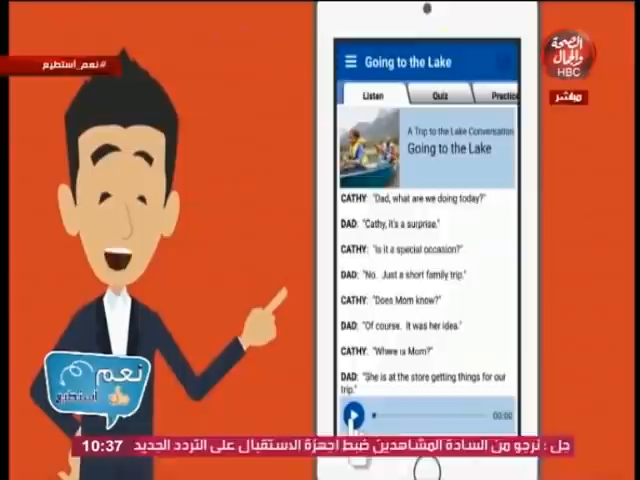 #نعم_أستطيع
الصحة
والجمال
HBC
مباشر
Going to the Lake
Listen
Quiz
Practice
A Trip to the Lake Conversation
Going to the Lake
CATHY: "Dad, what are we doing today?"
DAD: "Cathy, it's a surprise."
CATHY: "Is it a special occasion?"
DAD: "No. Just a short family trip."
CATHY: "Does Mom know?"
DAD: "Of course. It was her idea."
CATHY: "Where is Mom?"
DAD: "She is at the store getting things for our
trip."
00:00
نعم
أستطيع
جل : نرجو من السادة المشاهدين ضبط اجهزة الاستقبال على التردد الجديد
10:37